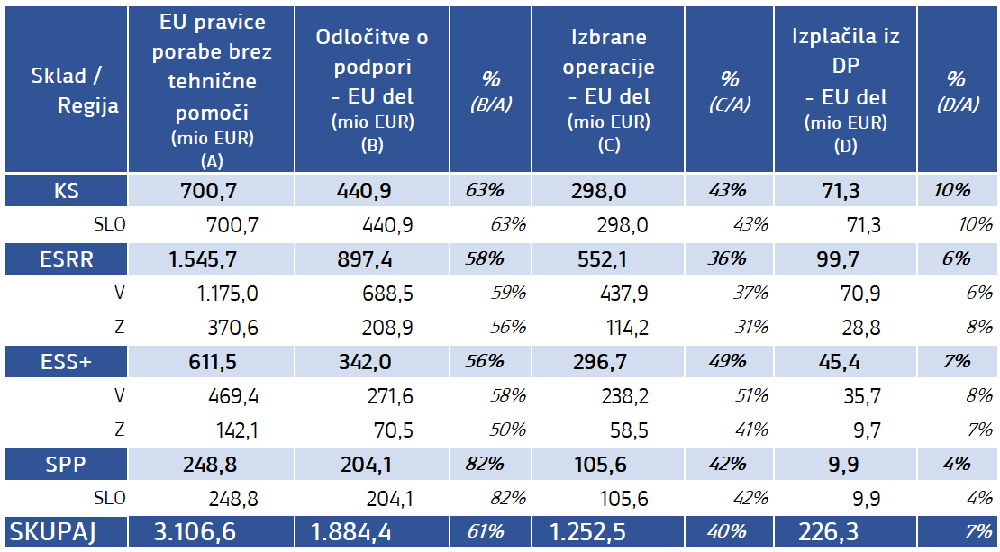 Sklad / Regija | EU pravice porabe brez tehnične pomoči (mio EUR) (A) | Odločitve o podpori - EU del (mio EUR) (B) | % (B/A) | Izbrane operacije - EU del (mio EUR) (C) | % (C/A) | Izplačila iz DP - EU del (mio EUR) (D) | % (D/A)
KS | 700,7 | 440,9 | 63% | 298,0 | 43% | 71,3 | 10%
SLO | 700,7 | 440,9 | 63% | 298,0 | 43% | 71,3 | 10%
ESRR | 1.545,7 | 897,4 | 58% | 552,1 | 36% | 99,7 | 6%
V | 1.175,0 | 688,5 | 59% | 437,9 | 37% | 70,9 | 6%
Z | 370,6 | 208,9 | 56% | 114,2 | 31% | 28,8 | 8%
ESS+ | 611,5 | 342,0 | 56% | 296,7 | 49% | 45,4 | 7%
V | 469,4 | 271,6 | 58% | 238,2 | 51% | 35,7 | 8%
Z | 142,1 | 70,5 | 50% | 58,5 | 41% | 9,7 | 7%
SPP | 248,8 | 204,1 | 82% | 105,6 | 42% | 9,9 | 4%
SLO | 248,8 | 204,1 | 82% | 105,6 | 42% | 9,9 | 4%
SKUPAJ | 3.106,6 | 1.884,4 | 61% | 1.252,5 | 40% | 226,3 | 7%